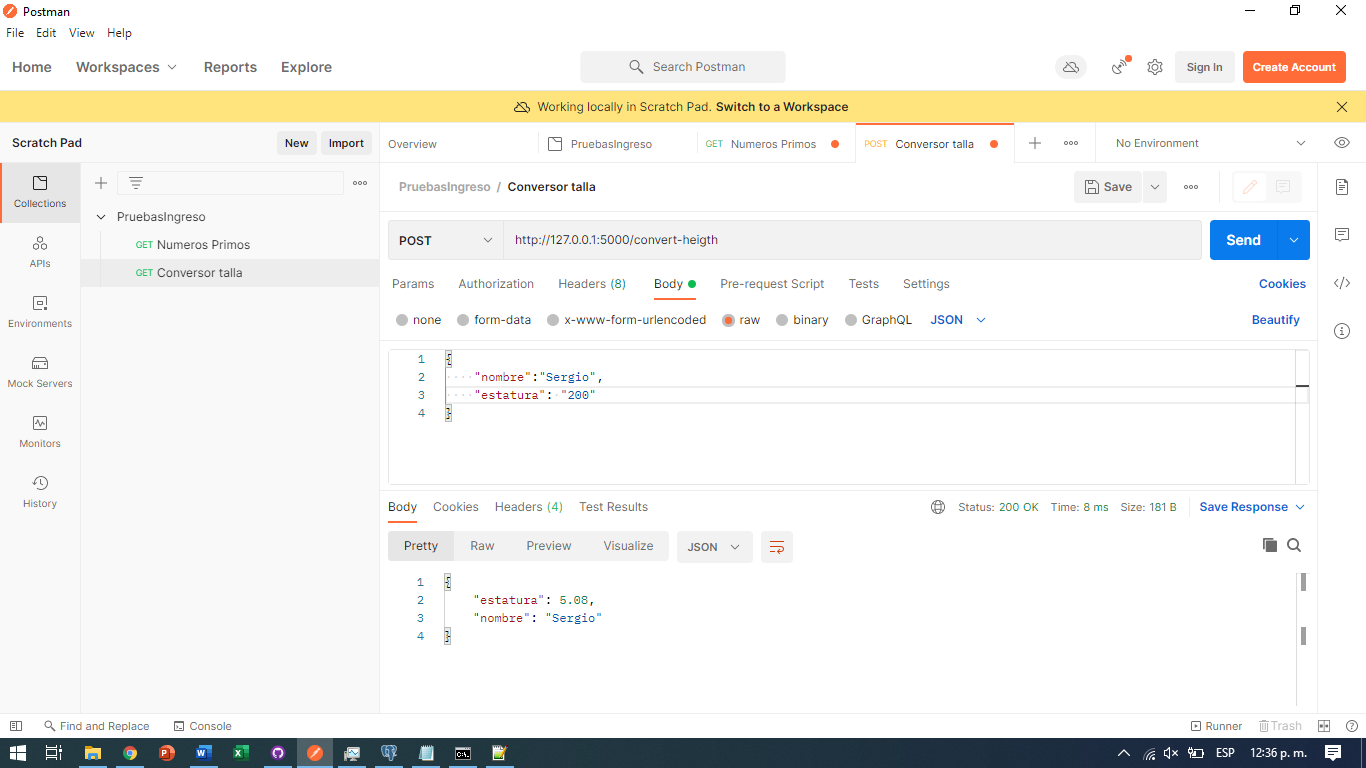 Postman
File Edit View Help
Home Workspaces Reports Explore Search Postman Sign In Create Account
Working locally in Scratch Pad. Switch to a Workspace
Scratch Pad New Import Overview PruebasIngreso GET Numeros Primos POST Conversor talla No Environment
Collections
APIs
Environments
Mock Servers
Monitors
History
PruebasIngreso
GET Numeros Primos
GET Conversor talla
PruebasIngreso / Conversor talla Save
POST http://127.0.0.1:5000/convert-heigth Send
Params Authorization Headers (8) Body Pre-request Script Tests Settings Cookies
none form-data x-www-form-urlencoded raw binary GraphQL JSON Beautify
1 {
2 "nombre":"Sergio",
3 "estatura": "200"
4 }
Body Cookies Headers (4) Test Results Status: 200 OK Time: 8 ms Size: 181 B Save Response
Pretty Raw Preview Visualize JSON
1 {
2 "estatura": 5.08,
3 "nombre": "Sergio"
4 }
Find and Replace Console Runner Trash
ESP 12:36 p. m.